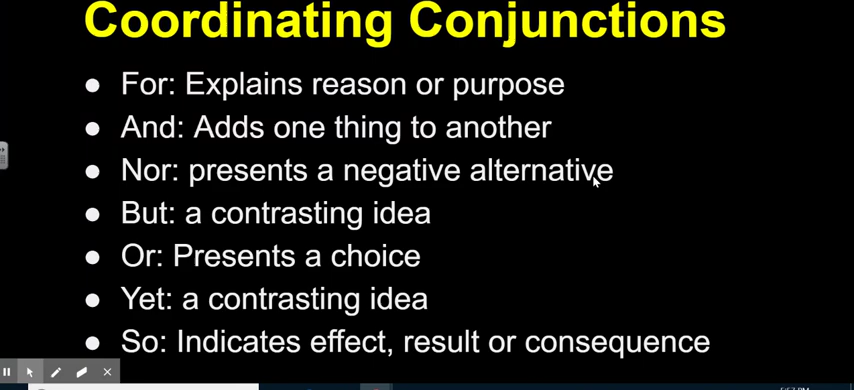 Coordinating Conjunctions
● For: Explains reason or purpose
● And: Adds one thing to another
● Nor: presents a negative alternative
● But: a contrasting idea
● Or: Presents a choice
● Yet: a contrasting idea
● So: Indicates effect, result or consequence